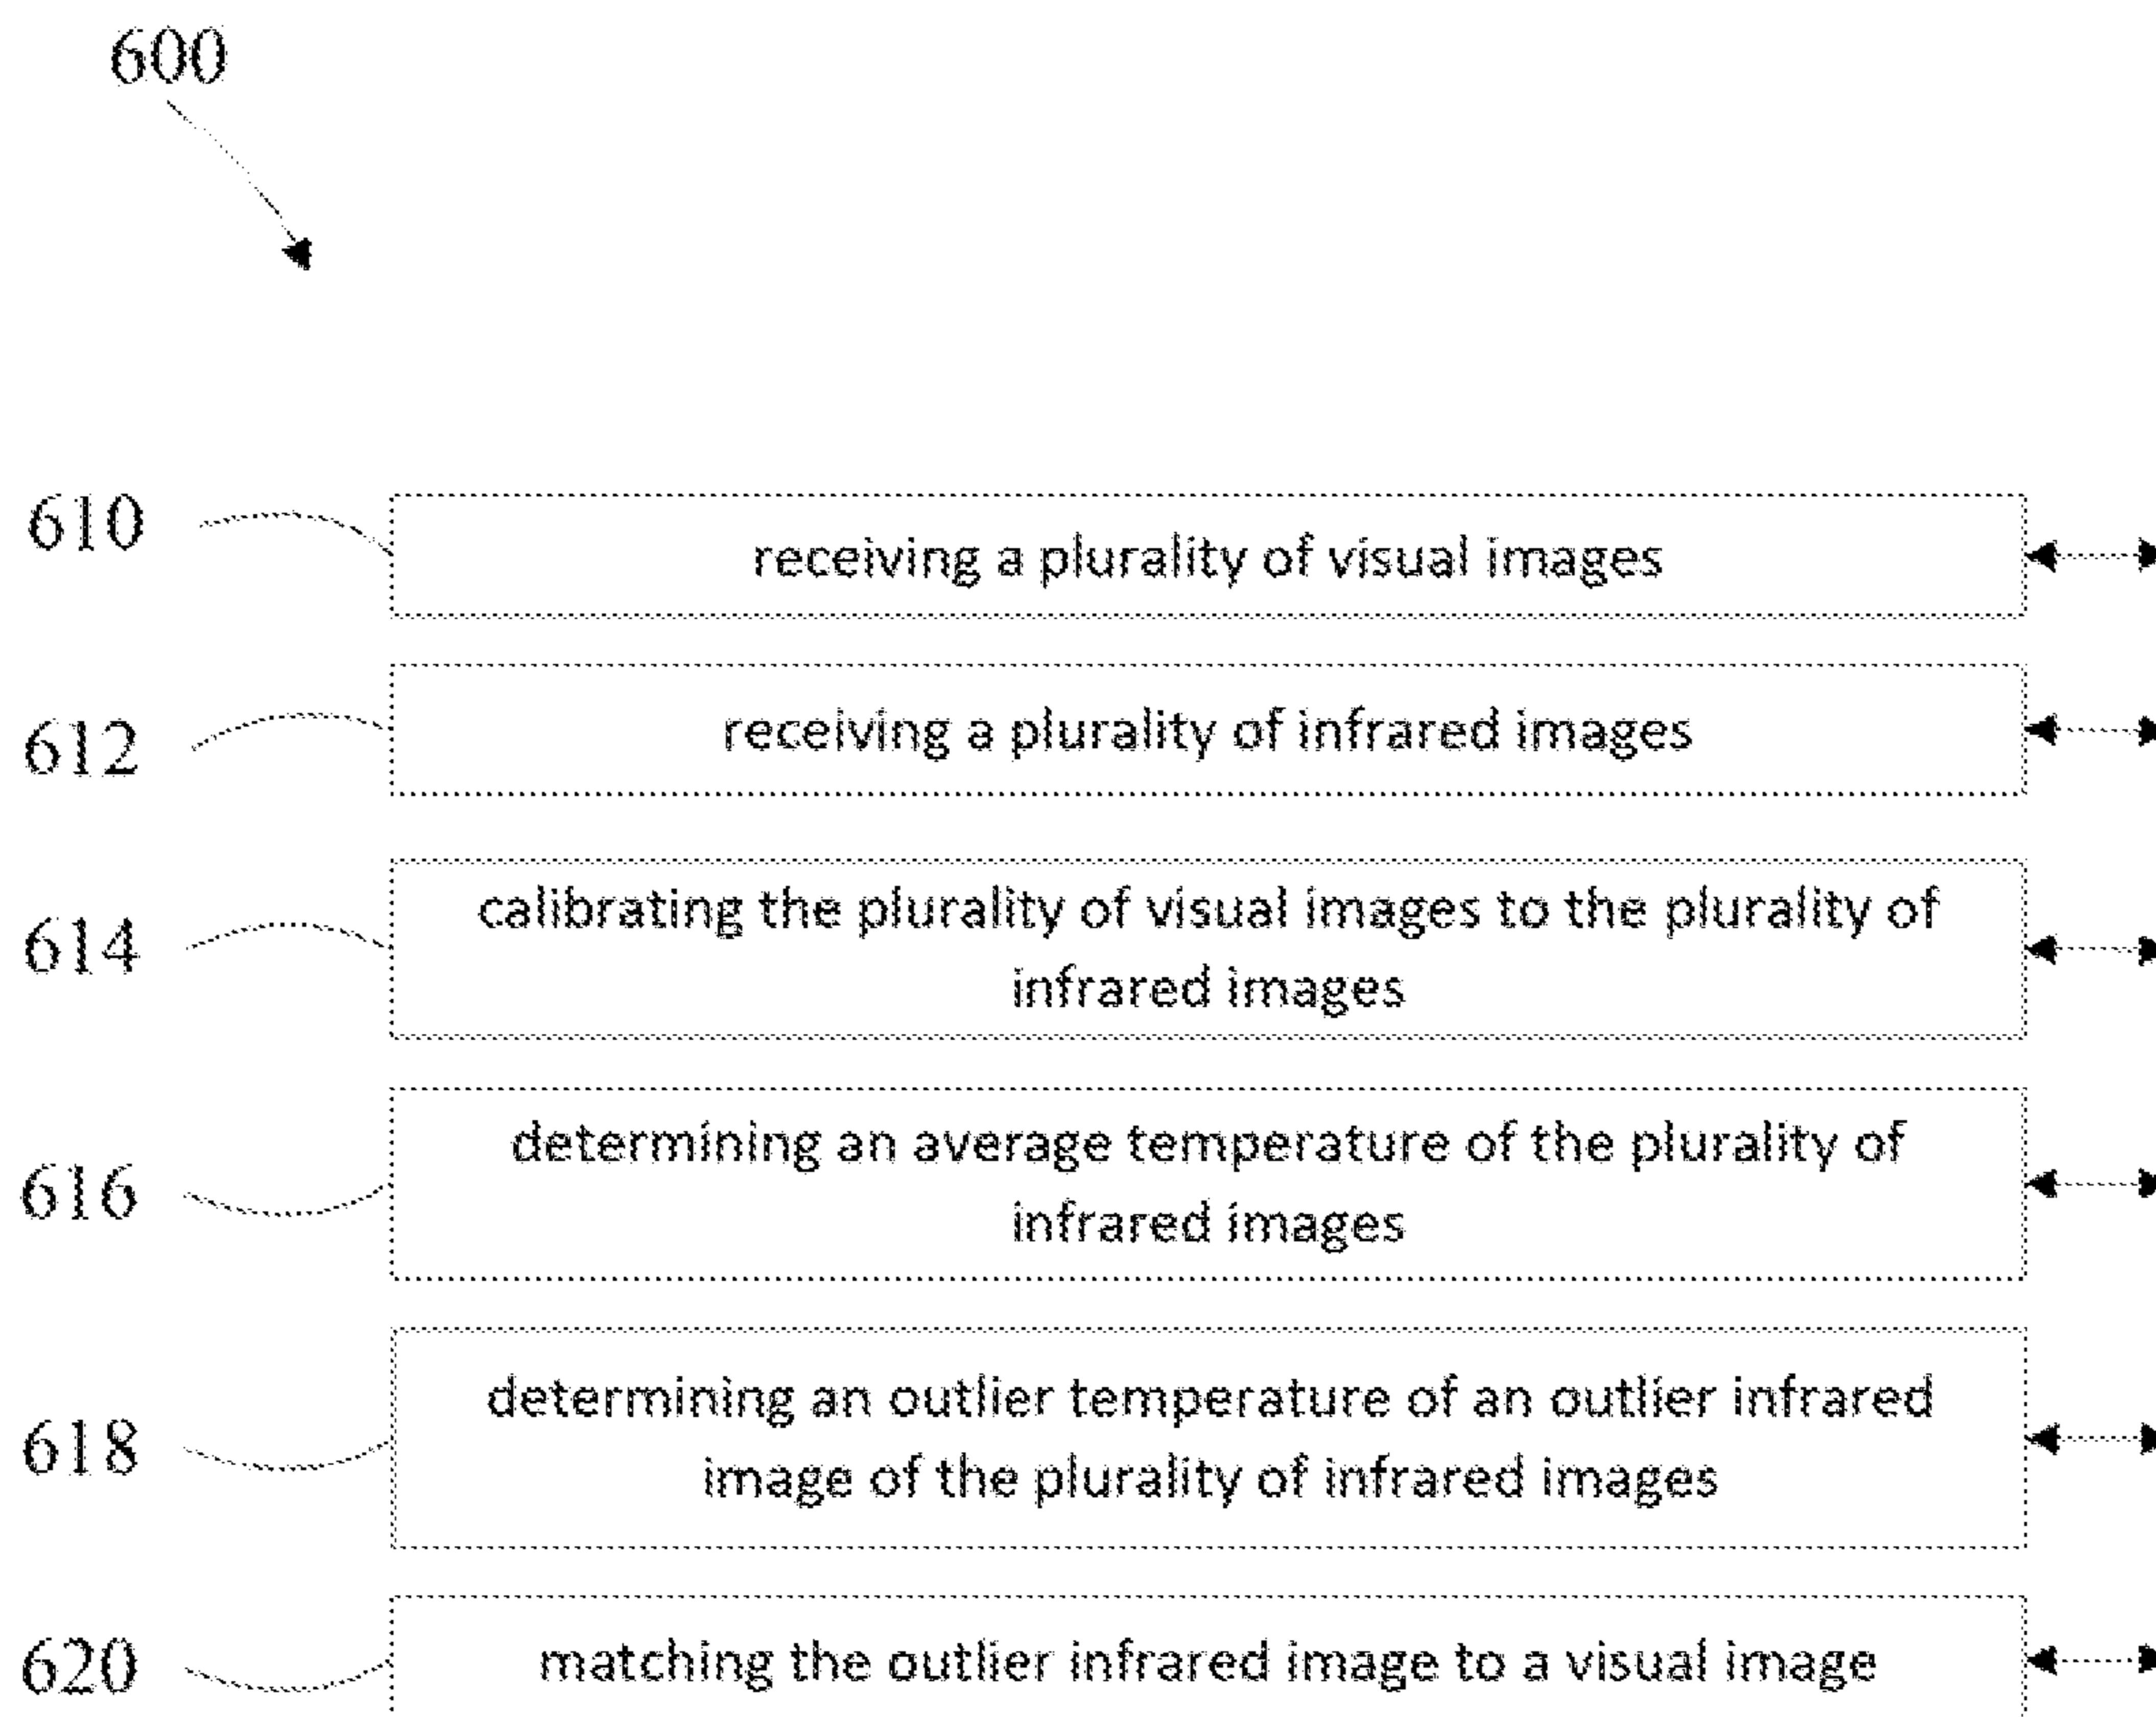 600
610 receiving a plurality of visual images
612 receiving a plurality of infrared images
614 calibrating the plurality of visual images to the plurality of
infrared images
616 determining an average temperature of the plurality of
infrared images
618 determining an outlier temperature of an outlier infrared
image of the plurality of infrared images
620 matching the outlier infrared image to a visual image